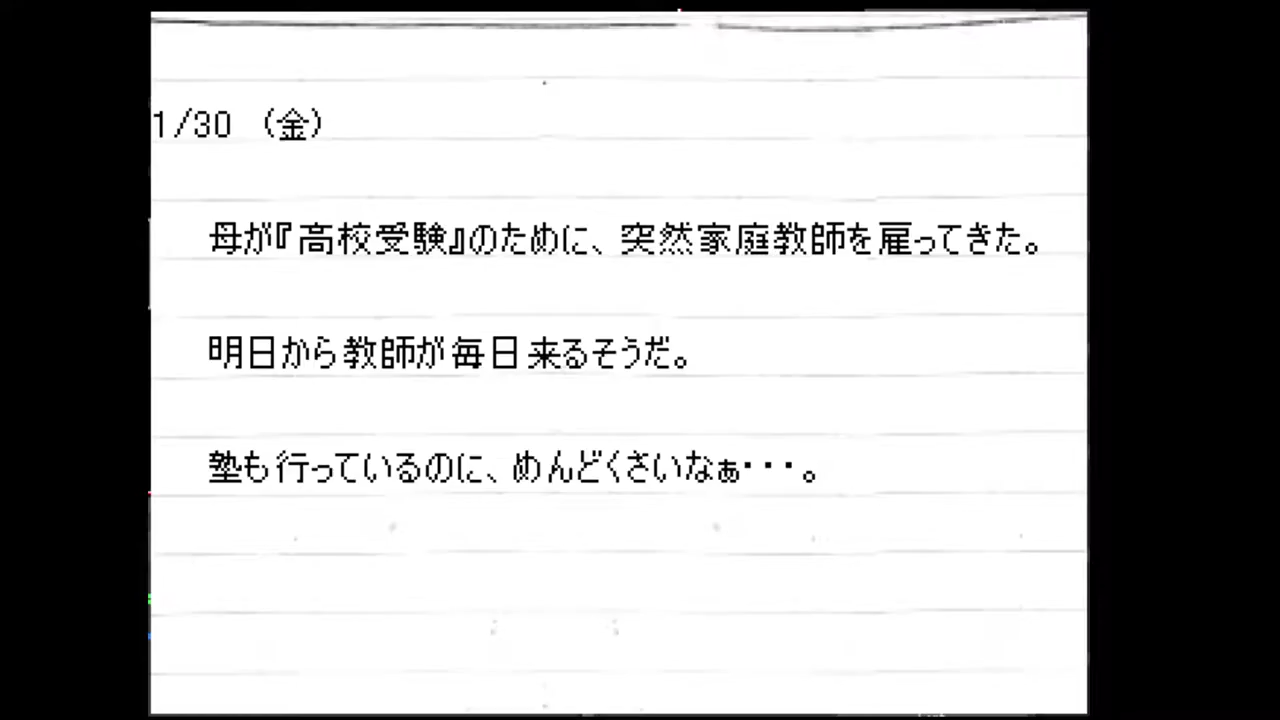 1/30 （金）
母が『高校受験』のために、突然家庭教師を雇ってきた。
明日から教師が毎日来るそうだ。
塾も行っているのに、めんどくさいなぁ・・・。